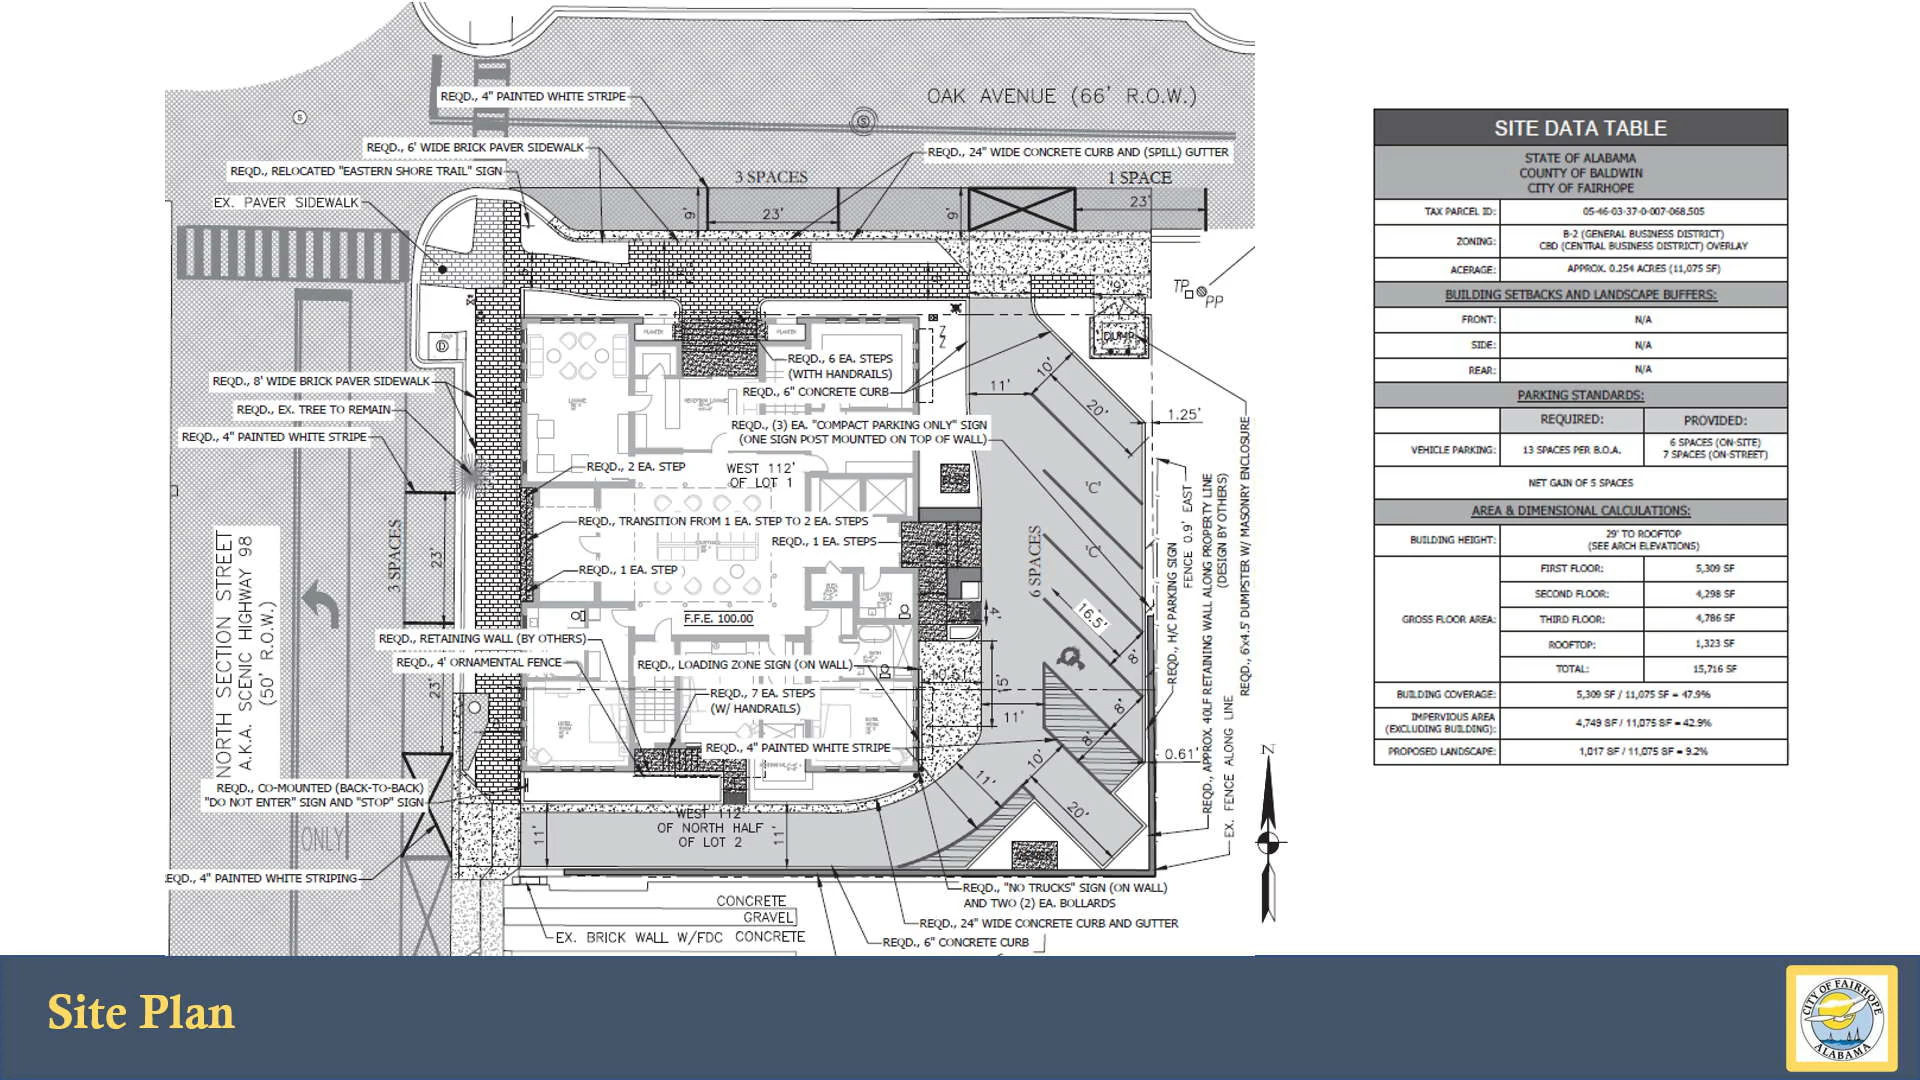 REQD., 4" PAINTED WHITE STRIPE
OAK AVENUE (66' R.O.W.)
S
S
REQD., 6' WIDE BRICK PAVER SIDEWALK
REQD., 24" WIDE CONCRETE CURB AND (SPILL) GUTTER
REQD., RELOCATED "EASTERN SHORE TRAIL" SIGN
3 SPACES
1 SPACE
EX. PAVER SIDEWALK
9'
23'
9'
23'
TP
PP
D
PLANTER
PLANTER
DUMP.
REQD., 6 EA. STEPS
(WITH HANDRAILS)
REQD., 8' WIDE BRICK PAVER SIDEWALK
REQD., 6" CONCRETE CURB
11'
10'
20'
1.25'
LOUNGE
REQD., EX. TREE TO REMAIN
REQD., 4" PAINTED WHITE STRIPE
REQD., (3) EA. "COMPACT PARKING ONLY" SIGN
(ONE SIGN POST MOUNTED ON TOP OF WALL)
REQD., 2 EA. STEP
WEST 112'
OF LOT 1
'C'
REQD., TRANSITION FROM 1 EA. STEP TO 2 EA. STEPS
REQD., 1 EA. STEPS
'C'
3 SPACES
23'
6 SPACES
REQD., 1 EA. STEP
NORTH SECTION STREET
A.K.A. SCENIC HIGHWAY 98
(50' R.O.W.)
F.F.E. 100.00
4'
16.5'
8'
REQD., H/C PARKING SIGN
FENCE 0.9' EAST
REQD., APPROX. 40LF RETAINING WALL ALONG PROPERTY LINE
(DESIGN BY OTHERS)
REQD., 6'x4.5' DUMPSTER W/ MASONRY ENCLOSURE
EX. FENCE ALONG LINE
REQD., RETAINING WALL (BY OTHERS)
REQD., 4' ORNAMENTAL FENCE
REQD., LOADING ZONE SIGN (ON WALL)
23'
15'
8'
REQD., 7 EA. STEPS
(W/ HANDRAILS)
11'
8'
REQD., 4" PAINTED WHITE STRIPE
0.61'
10'
11'
20'
REQD., CO-MOUNTED (BACK-TO-BACK)
"DO NOT ENTER" SIGN AND "STOP" SIGN
ONLY
11'
WEST 112'
OF NORTH HALF
OF LOT 2
11'
REQD., 4" PAINTED WHITE STRIPING
REQD., "NO TRUCKS" SIGN (ON WALL)
AND TWO (2) EA. BOLLARDS
CONCRETE
GRAVEL
REQD., 24" WIDE CONCRETE CURB AND GUTTER
EX. BRICK WALL W/FDC
CONCRETE
REQD., 6" CONCRETE CURB
Z
SITE DATA TABLE
STATE OF ALABAMA
COUNTY OF BALDWIN
CITY OF FAIRHOPE
TAX PARCEL ID: 05-46-03-37-0-007-068.505
ZONING: B-2 (GENERAL BUSINESS DISTRICT)
CBD (CENTRAL BUSINESS DISTRICT) OVERLAY
ACERAGE: APPROX. 0.254 ACRES (11,075 SF)
BUILDING SETBACKS AND LANDSCAPE BUFFERS:
FRONT: N/A
SIDE: N/A
REAR: N/A
PARKING STANDARDS:
REQUIRED: PROVIDED:
VEHICLE PARKING: 13 SPACES PER B.O.A. 6 SPACES (ON-SITE)
7 SPACES (ON-STREET)
NET GAIN OF 5 SPACES
AREA & DIMENSIONAL CALCULATIONS:
BUILDING HEIGHT: 29' TO ROOFTOP
(SEE ARCH ELEVATIONS)
GROSS FLOOR AREA:
FIRST FLOOR: 5,309 SF
SECOND FLOOR: 4,298 SF
THIRD FLOOR: 4,786 SF
ROOFTOP: 1,323 SF
TOTAL: 15,716 SF
BUILDING COVERAGE: 5,309 SF / 11,075 SF = 47.9%
IMPERVIOUS AREA
(EXCLUDING BUILDING): 4,749 SF / 11,075 SF = 42.9%
PROPOSED LANDSCAPE: 1,017 SF / 11,075 SF = 9.2%
Site Plan
CITY OF FAIRHOPE
ALABAMA